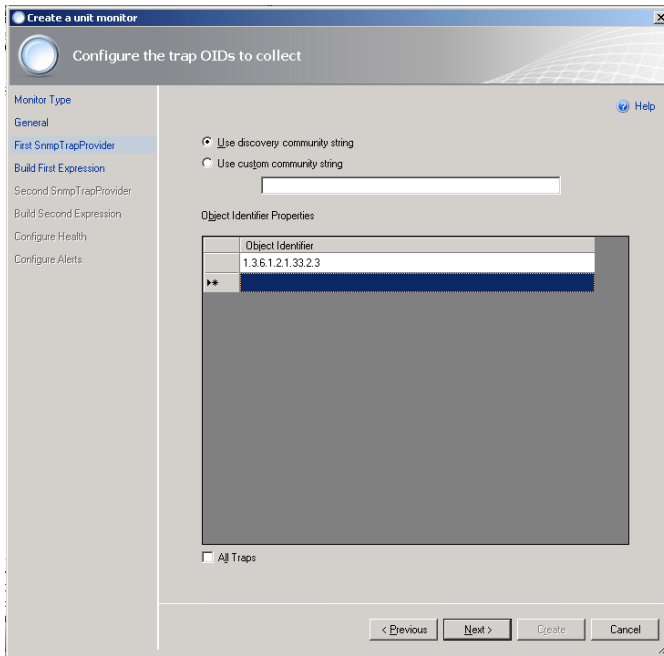 Create a unit monitor
Configure the trap OIDs to collect
Monitor Type
General
First SnmpTrapProvider
Build First Expression
Second SnmpTrapProvider
Build Second Expression
Configure Health
Configure Alerts
Help
Use discovery community string
Use custom community string
Object Identifier Properties
Object Identifier
1.3.6.1.2.1.33.2.3
All Traps
< Previous
Next >
Create
Cancel